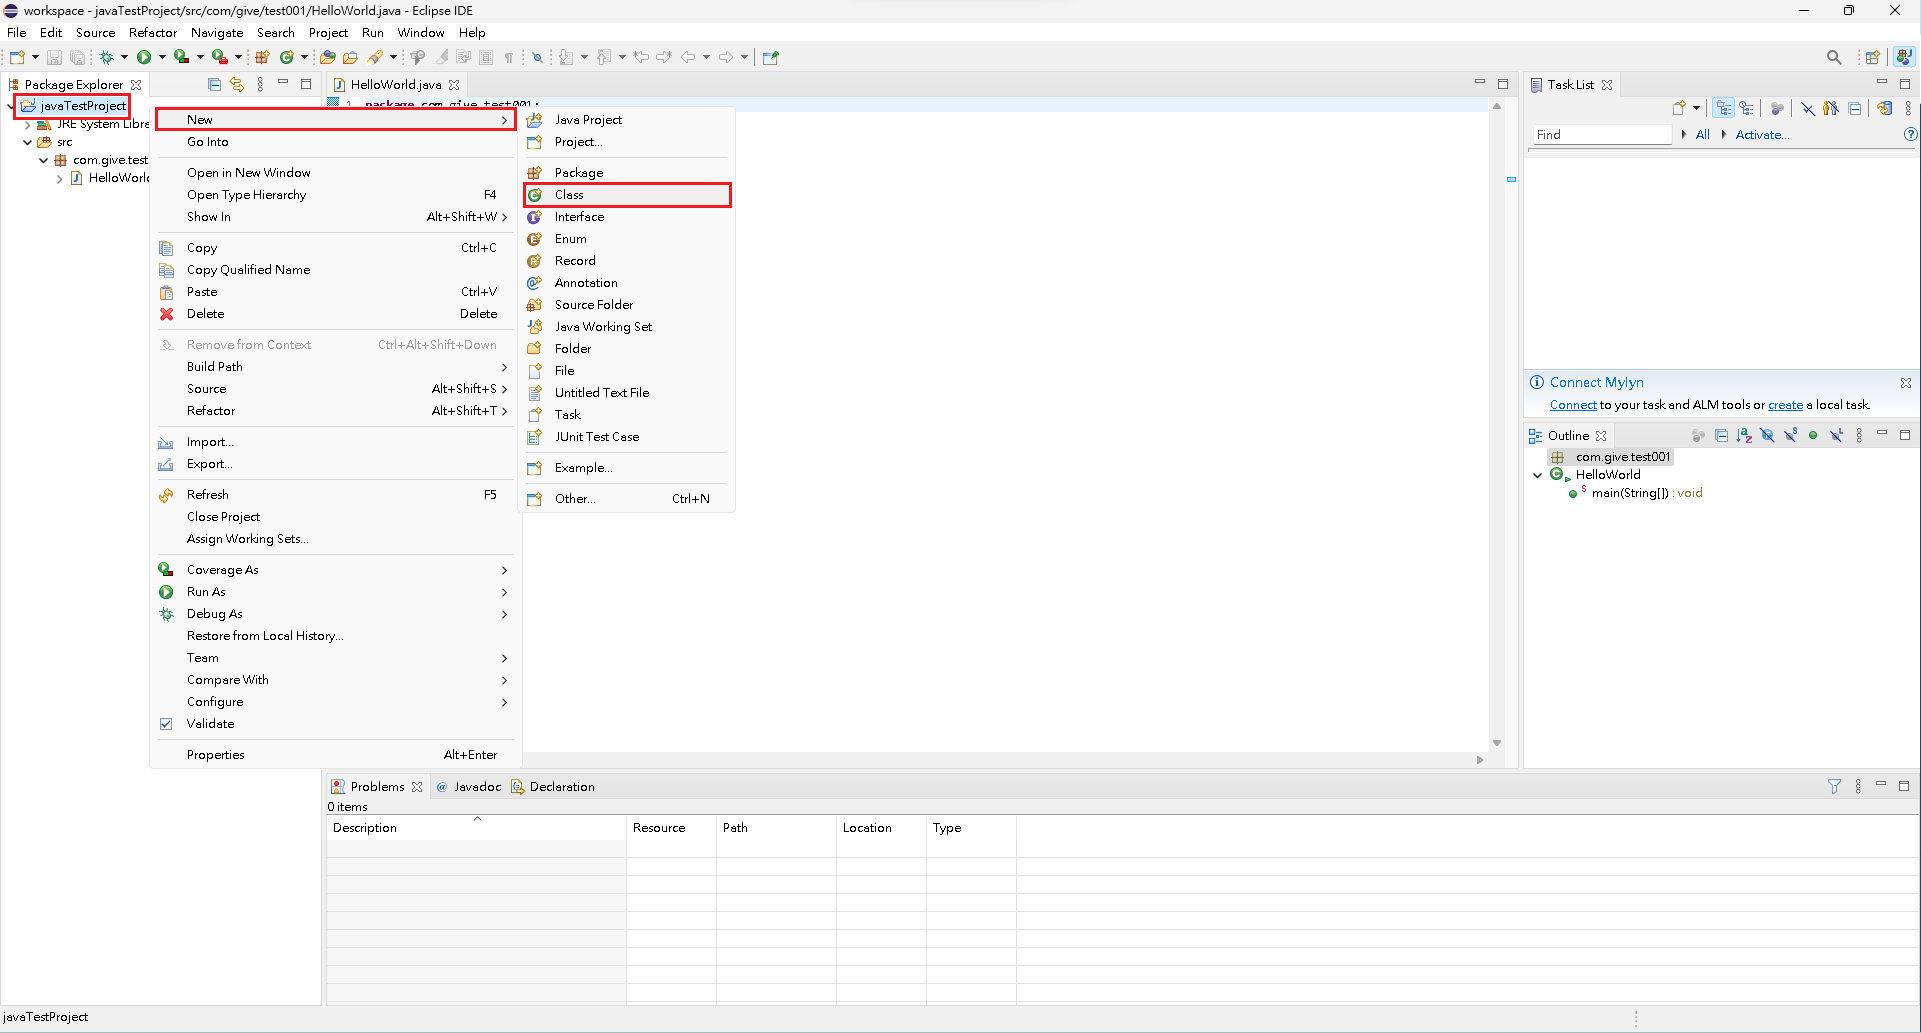 workspace - javaTestProject/src/com/give/test001/HelloWorld.java - Eclipse IDE
File Edit Source Refactor Navigate Search Project Run Window Help
Package Explorer
javaTestProject
JRE System Libra
src
com.give.test
HelloWorld
New
Go Into
Open in New Window
Open Type Hierarchy F4
Show In Alt+Shift+W
Copy Ctrl+C
Copy Qualified Name
Paste Ctrl+V
Delete Delete
Remove from Context Ctrl+Alt+Shift+Down
Build Path
Source Alt+Shift+S
Refactor Alt+Shift+T
Import...
Export...
Refresh F5
Close Project
Assign Working Sets...
Coverage As
Run As
Debug As
Restore from Local History...
Team
Compare With
Configure
Validate
Properties Alt+Enter
HelloWorld.java
1 package com.give.test001;
Java Project
Project...
Package
Class
Interface
Enum
Record
Annotation
Source Folder
Java Working Set
Folder
File
Untitled Text File
Task
JUnit Test Case
Example...
Other... Ctrl+N
Task List
Find All Activate...
Connect Mylyn
Connect to your task and ALM tools or create a local task.
Outline
com.give.test001
HelloWorld
main(String[]) : void
Problems Javadoc Declaration
0 items
Description Resource Path Location Type
javaTestProject